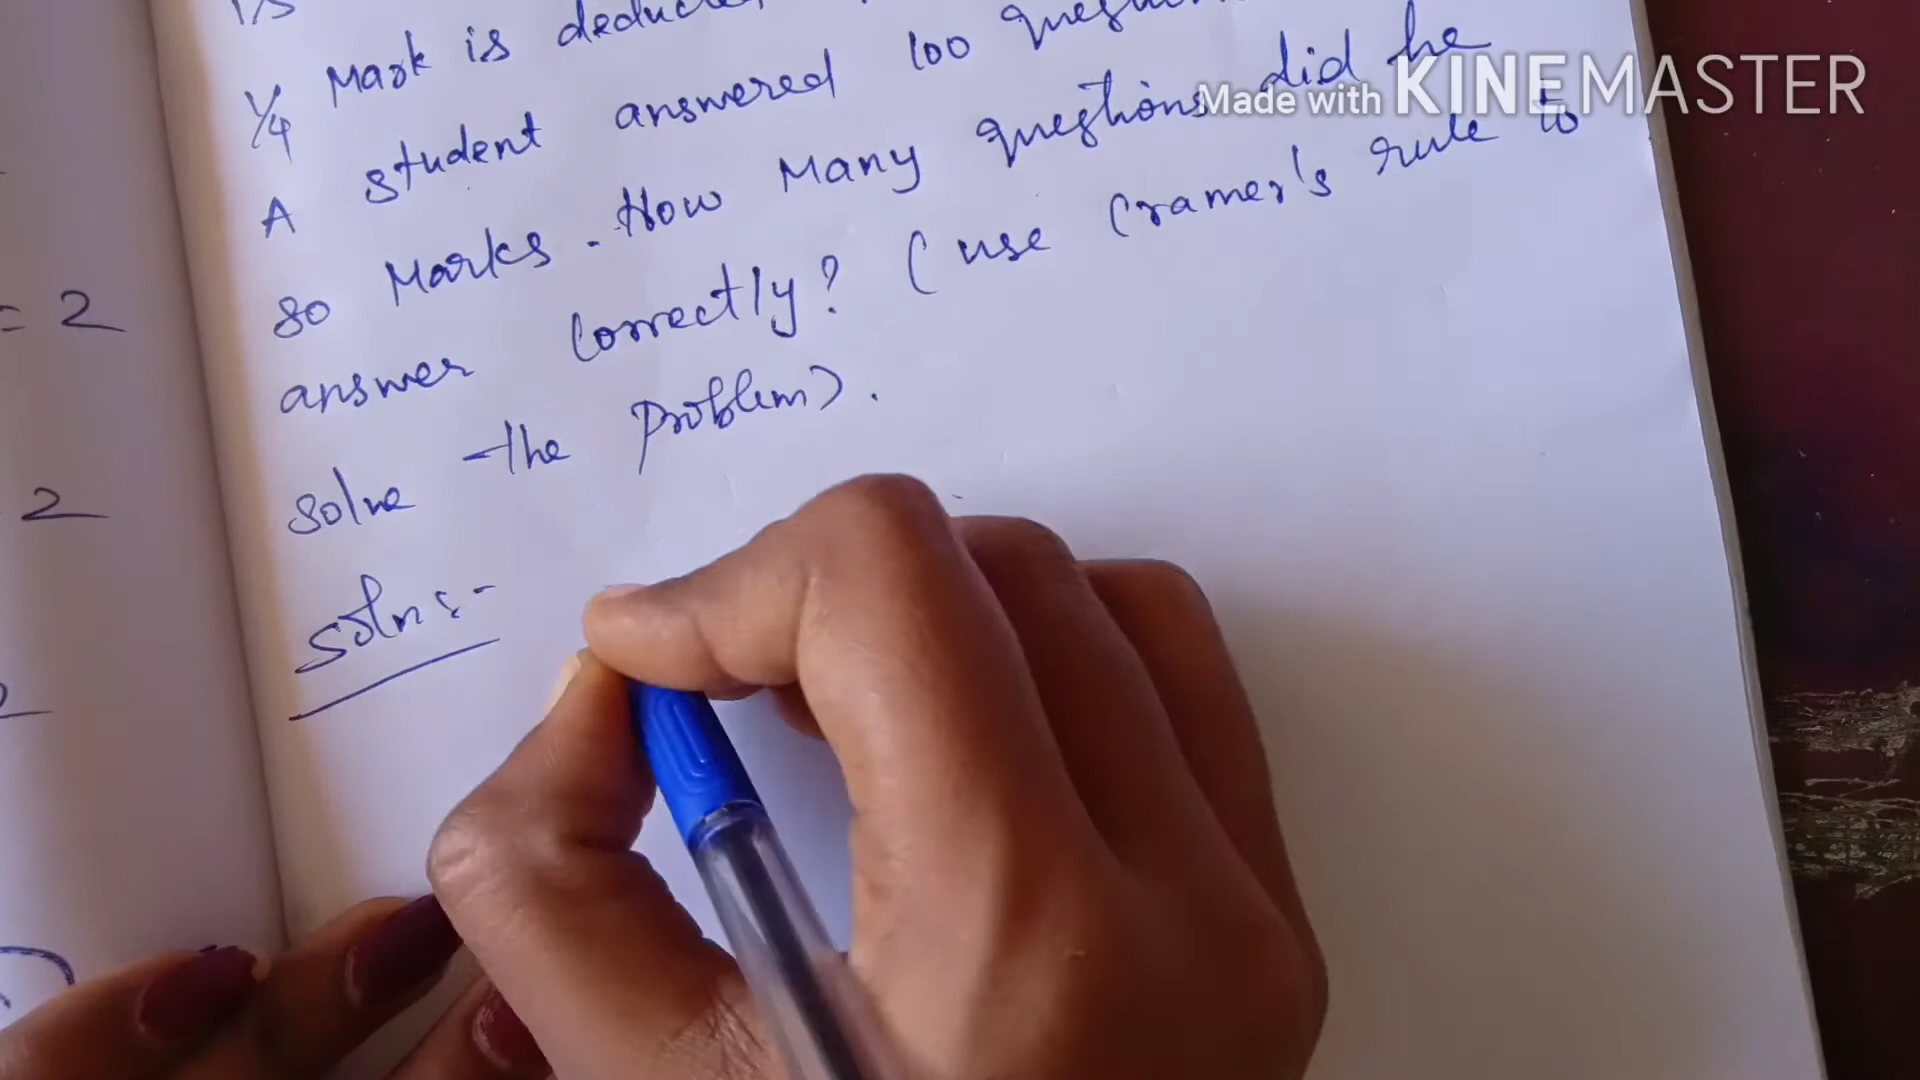 1/4 Mark is
A student answered 100
80 Marks. How Many questions did he
answer correctly? (use Cramer's rule to
solve the Problem).
Soln:-
= 2
2
Made with KINEMASTER